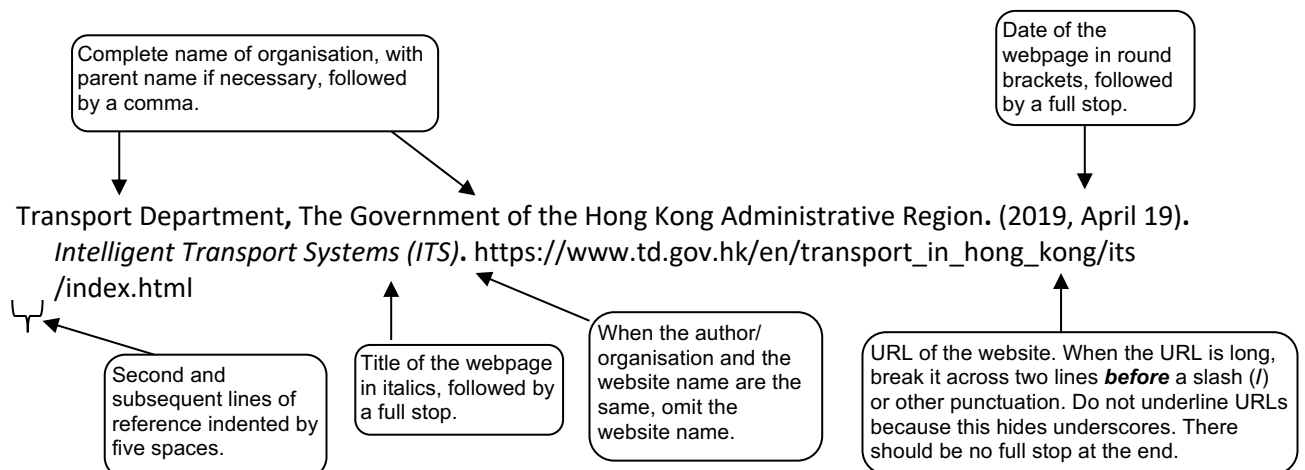 Complete name of organisation, with
parent name if necessary, followed
by a comma.
Date of the
webpage in round
brackets, followed
by a full stop.
Transport Department, The Government of the Hong Kong Administrative Region. (2019, April 19).
Intelligent Transport Systems (ITS). https://www.td.gov.hk/en/transport_in_hong_kong/its
/index.html
Second and
subsequent lines of
reference indented by
five spaces.
Title of the webpage
in italics, followed by
a full stop.
When the author/
organisation and the
website name are the
same, omit the
website name.
URL of the website. When the URL is long,
break it across two lines before a slash (/)
or other punctuation. Do not underline URLs
because this hides underscores. There
should be no full stop at the end.